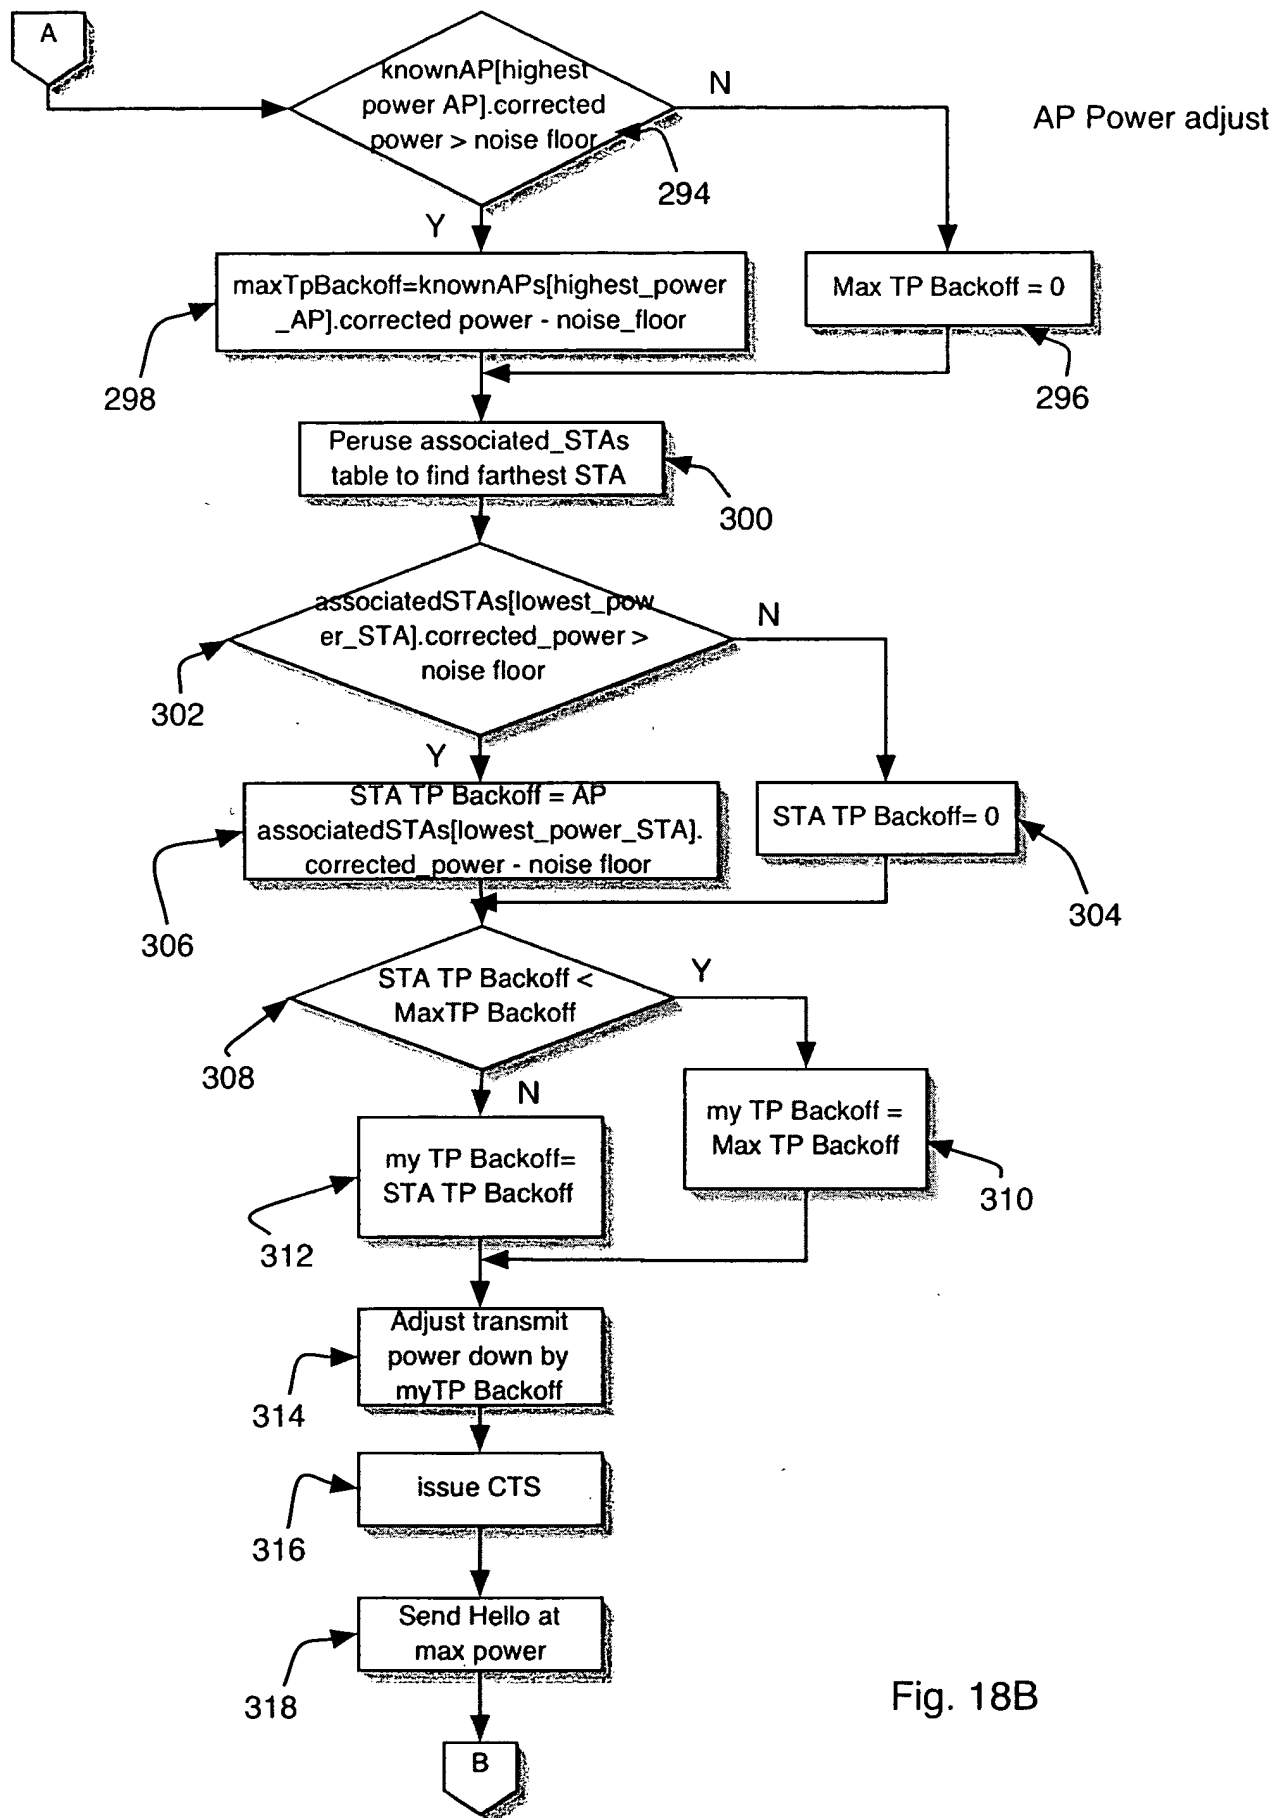 A
knownAP[highest
power AP].corrected
power > noise floor
N
AP Power adjust
294
Y
maxTpBackoff=knownAPs[highest_power
_AP].corrected power - noise_floor
Max TP Backoff = 0
298
296
Peruse associated_STAs
table to find farthest STA
300
associatedSTAs[lowest_pow
er_STA].corrected_power >
noise floor
N
302
Y
STA TP Backoff = AP
associatedSTAs[lowest_power_STA].
corrected_power - noise floor
STA TP Backoff= 0
306
304
STA TP Backoff <
MaxTP Backoff
Y
308
N
my TP Backoff =
Max TP Backoff
my TP Backoff=
STA TP Backoff
310
312
Adjust transmit
power down by
myTP Backoff
314
issue CTS
316
Send Hello at
max power
318
Fig. 18B
B